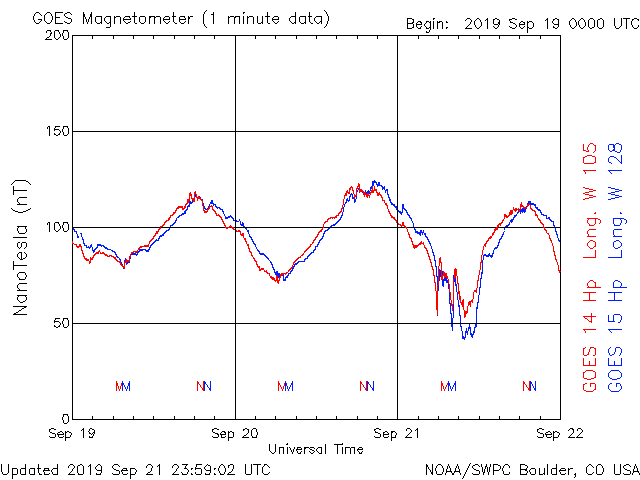 GOES Magnetometer (1 minute data)
Begin: 2019 Sep 19 0000 UTC
200
150
100
50
0
NanoTesla (nT)
M M N N M M N N M M N N
Sep 19 Sep 20 Sep 21 Sep 22
Universal Time
GOES 14 Hp Long. W 105
GOES 15 Hp Long. W 128
Updated 2019 Sep 21 23:59:02 UTC
NOAA/SWPC Boulder, CO USA